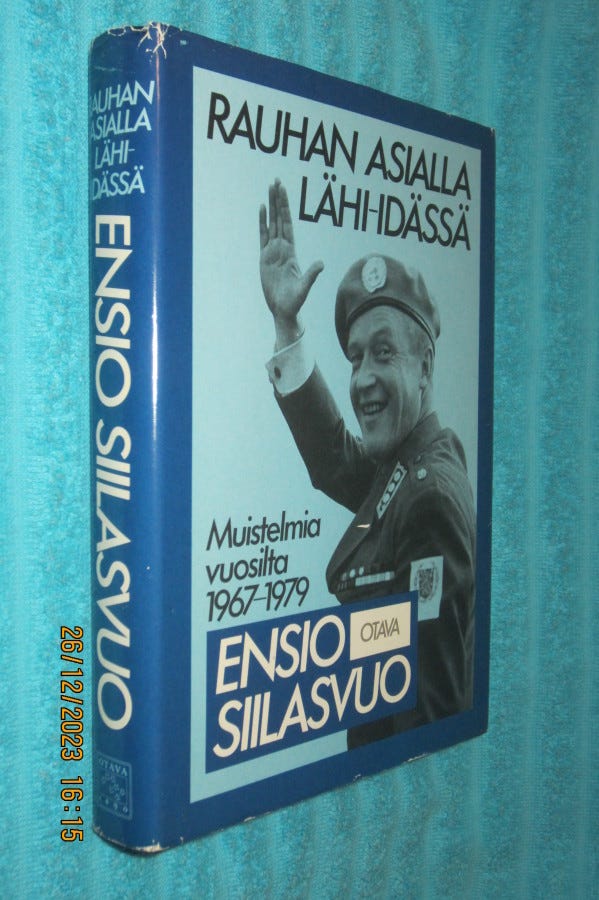 RAUHAN ASIALLA
LÄHI-IDÄSSÄ
Muistelmia
vuosilta
1967-1979
OTAVA
ENSIO
SIILASVUO
RAUHAN
ASIALLA
LÄHI-
IDÄSSÄ
ENSIO SIILASVUO
OTAVA
1890
26/12/2023 16:15